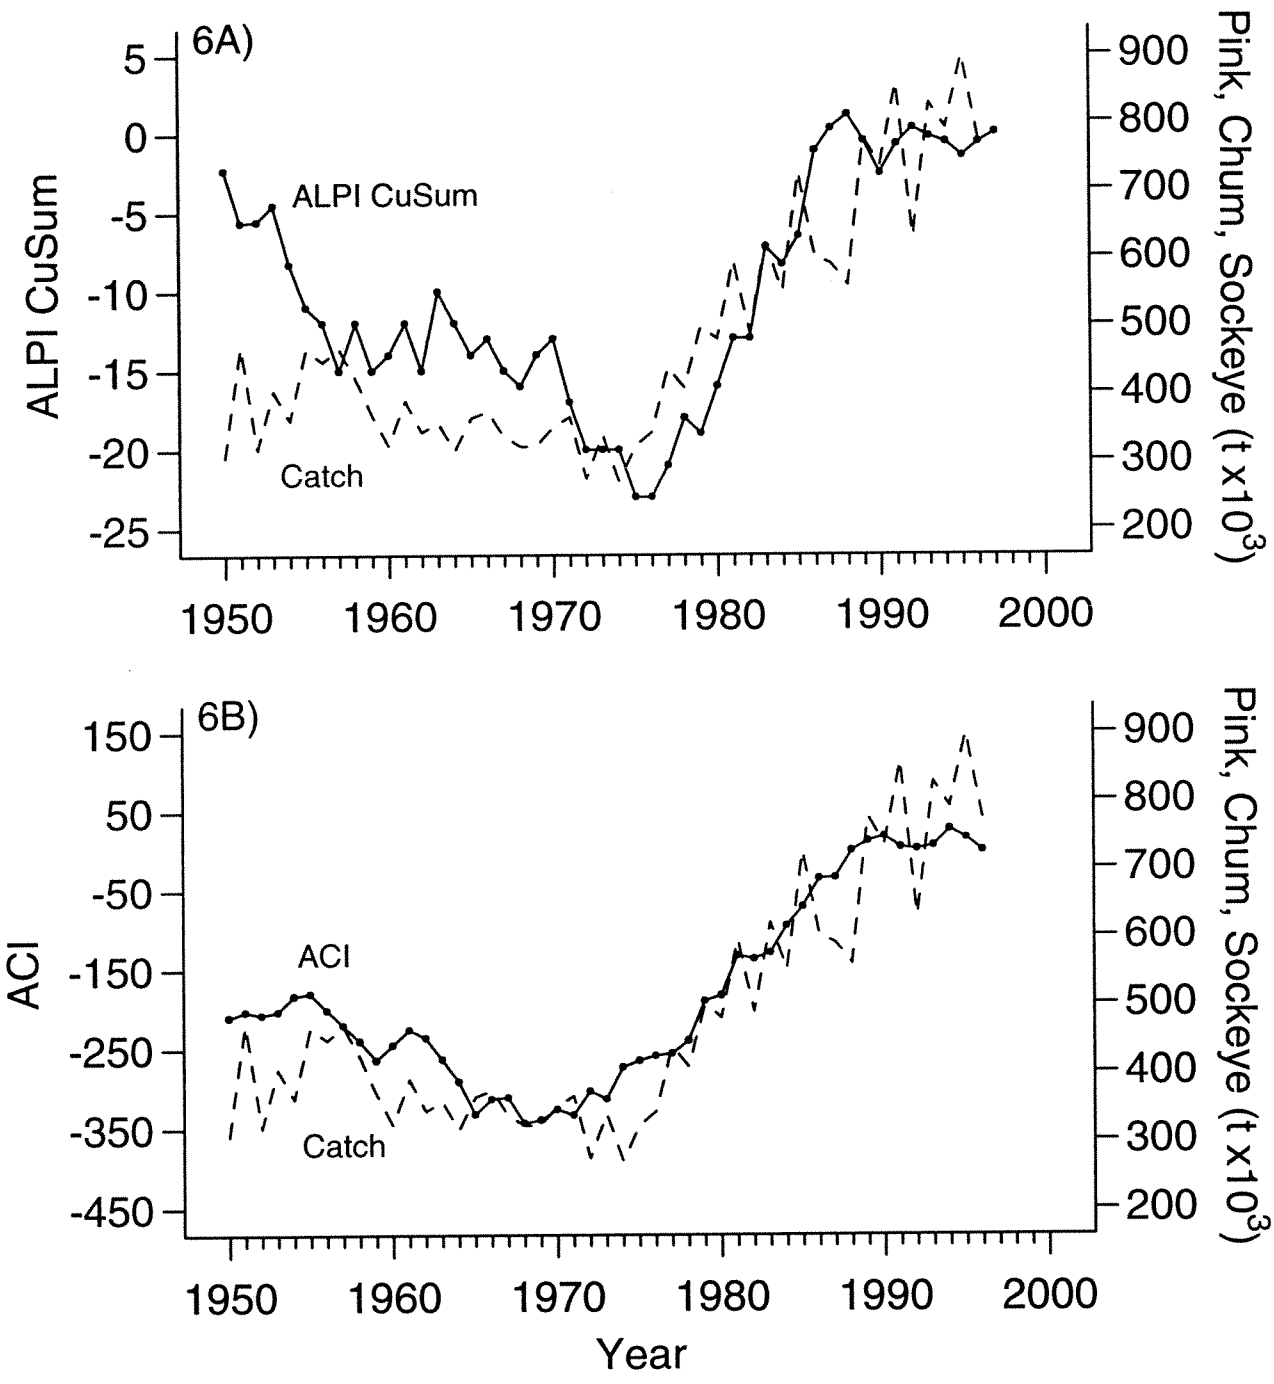 6A)
5
0
-5
-10
-15
-20
-25
ALPI CuSum
ALPI CuSum
Catch
900
800
700
600
500
400
300
200
Pink, Chum, Sockeye (t x10³)
1950 1960 1970 1980 1990 2000
6B)
150
50
-50
-150
-250
-350
-450
ACI
ACI
Catch
900
800
700
600
500
400
300
200
Pink, Chum, Sockeye (t x10³)
1950 1960 1970 1980 1990 2000
Year